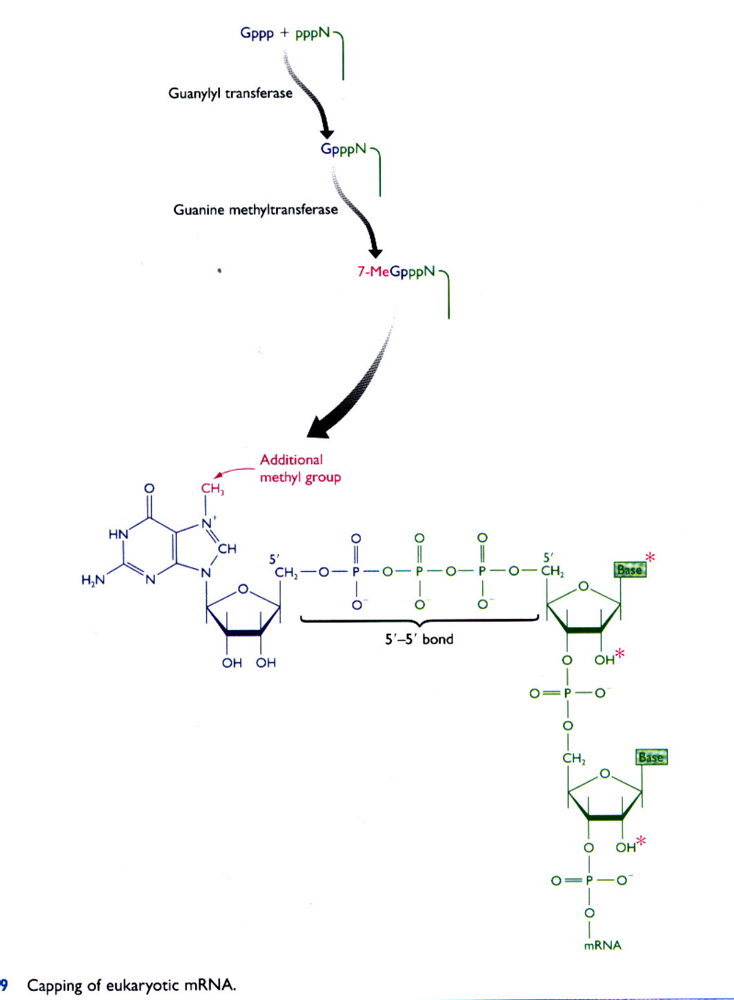 Gppp + pppN
Guanylyl transferase
GpppN
Guanine methyltransferase
7-MeGpppN
Additional
methyl group
O
CH₃
N⁺
HN
CH
H₂N
N
N
5′
CH₂—O—P—O—P—O—P—O—CH₂
O
O
O
O⁻
O⁻
O⁻
5′
Base*
O
O
5′–5′ bond
OH OH
O
OH*
O=P—O⁻
O
CH₂
Base
O
O
OH*
O=P—O⁻
O
mRNA
9 Capping of eukaryotic mRNA.